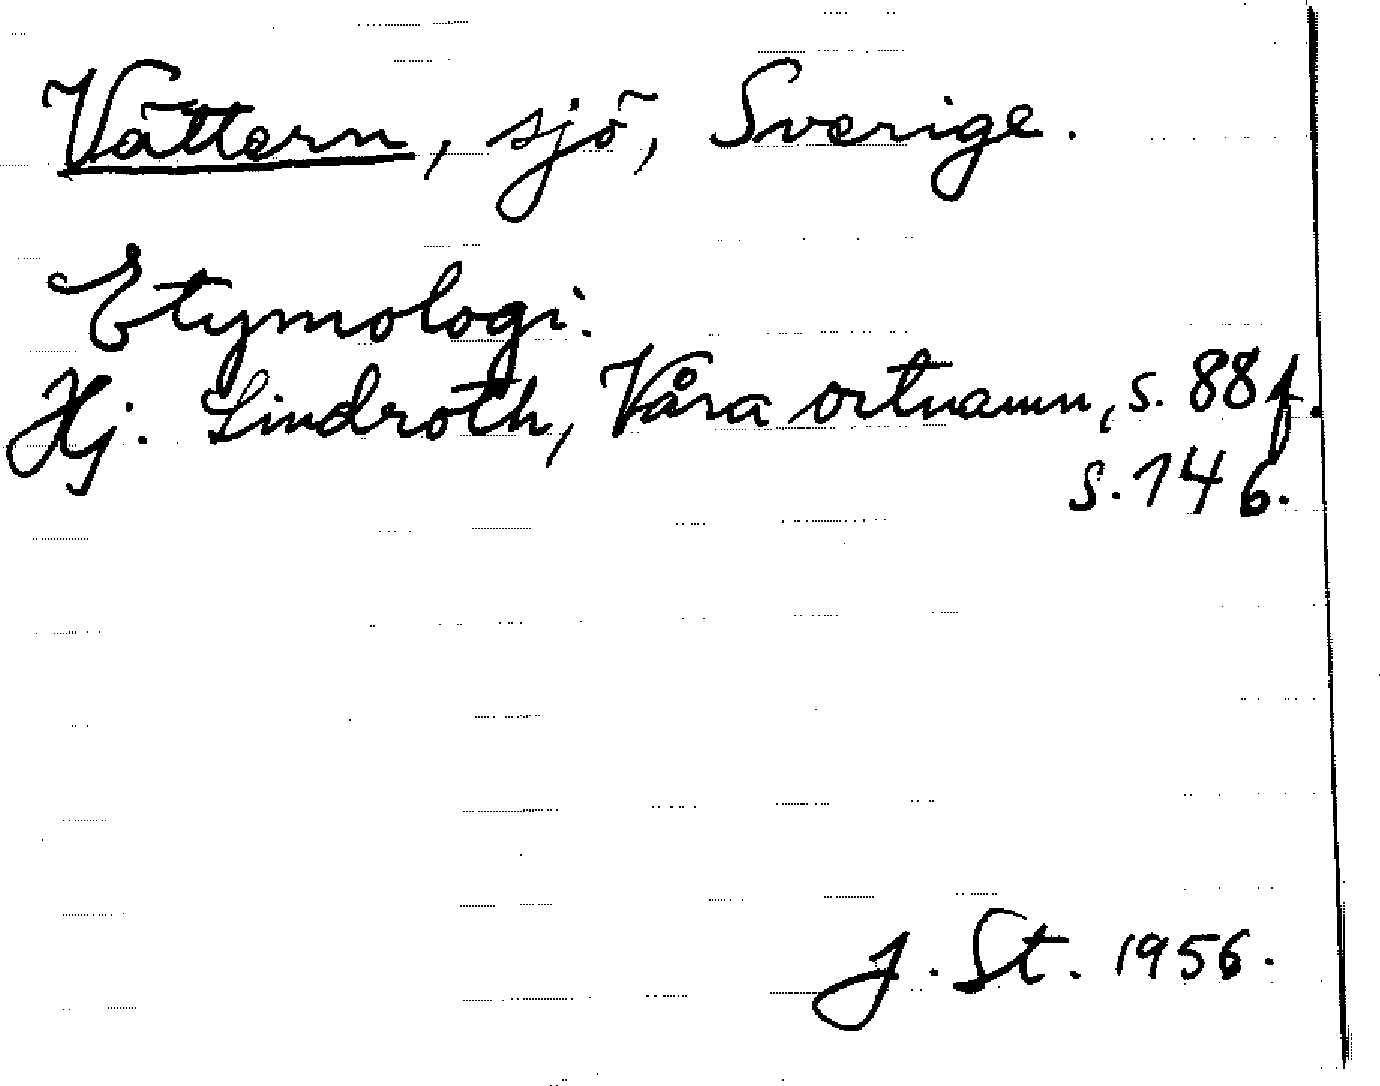 Vättern, sjö, Sverige.
Etymologi:
Hj. Lindroth, Våra ortnamn, s. 88 f.
s. 146.
J. St. 1956.